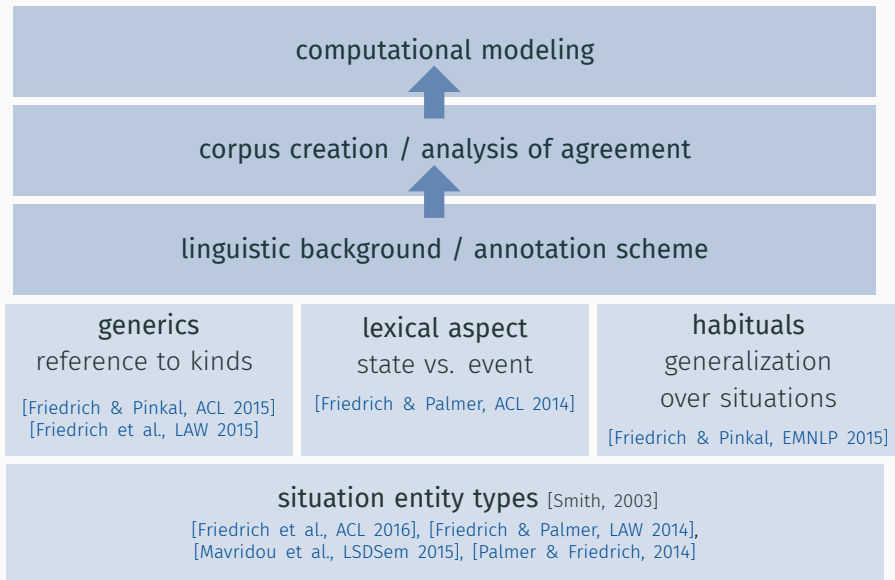 computational modeling
corpus creation / analysis of agreement
linguistic background / annotation scheme
generics
reference to kinds
[Friedrich & Pinkal, ACL 2015]
[Friedrich et al., LAW 2015]
lexical aspect
state vs. event
[Friedrich & Palmer, ACL 2014]
habituals
generalization
over situations
[Friedrich & Pinkal, EMNLP 2015]
situation entity types [Smith, 2003]
[Friedrich et al., ACL 2016], [Friedrich & Palmer, LAW 2014],
[Mavridou et al., LSDSem 2015], [Palmer & Friedrich, 2014]